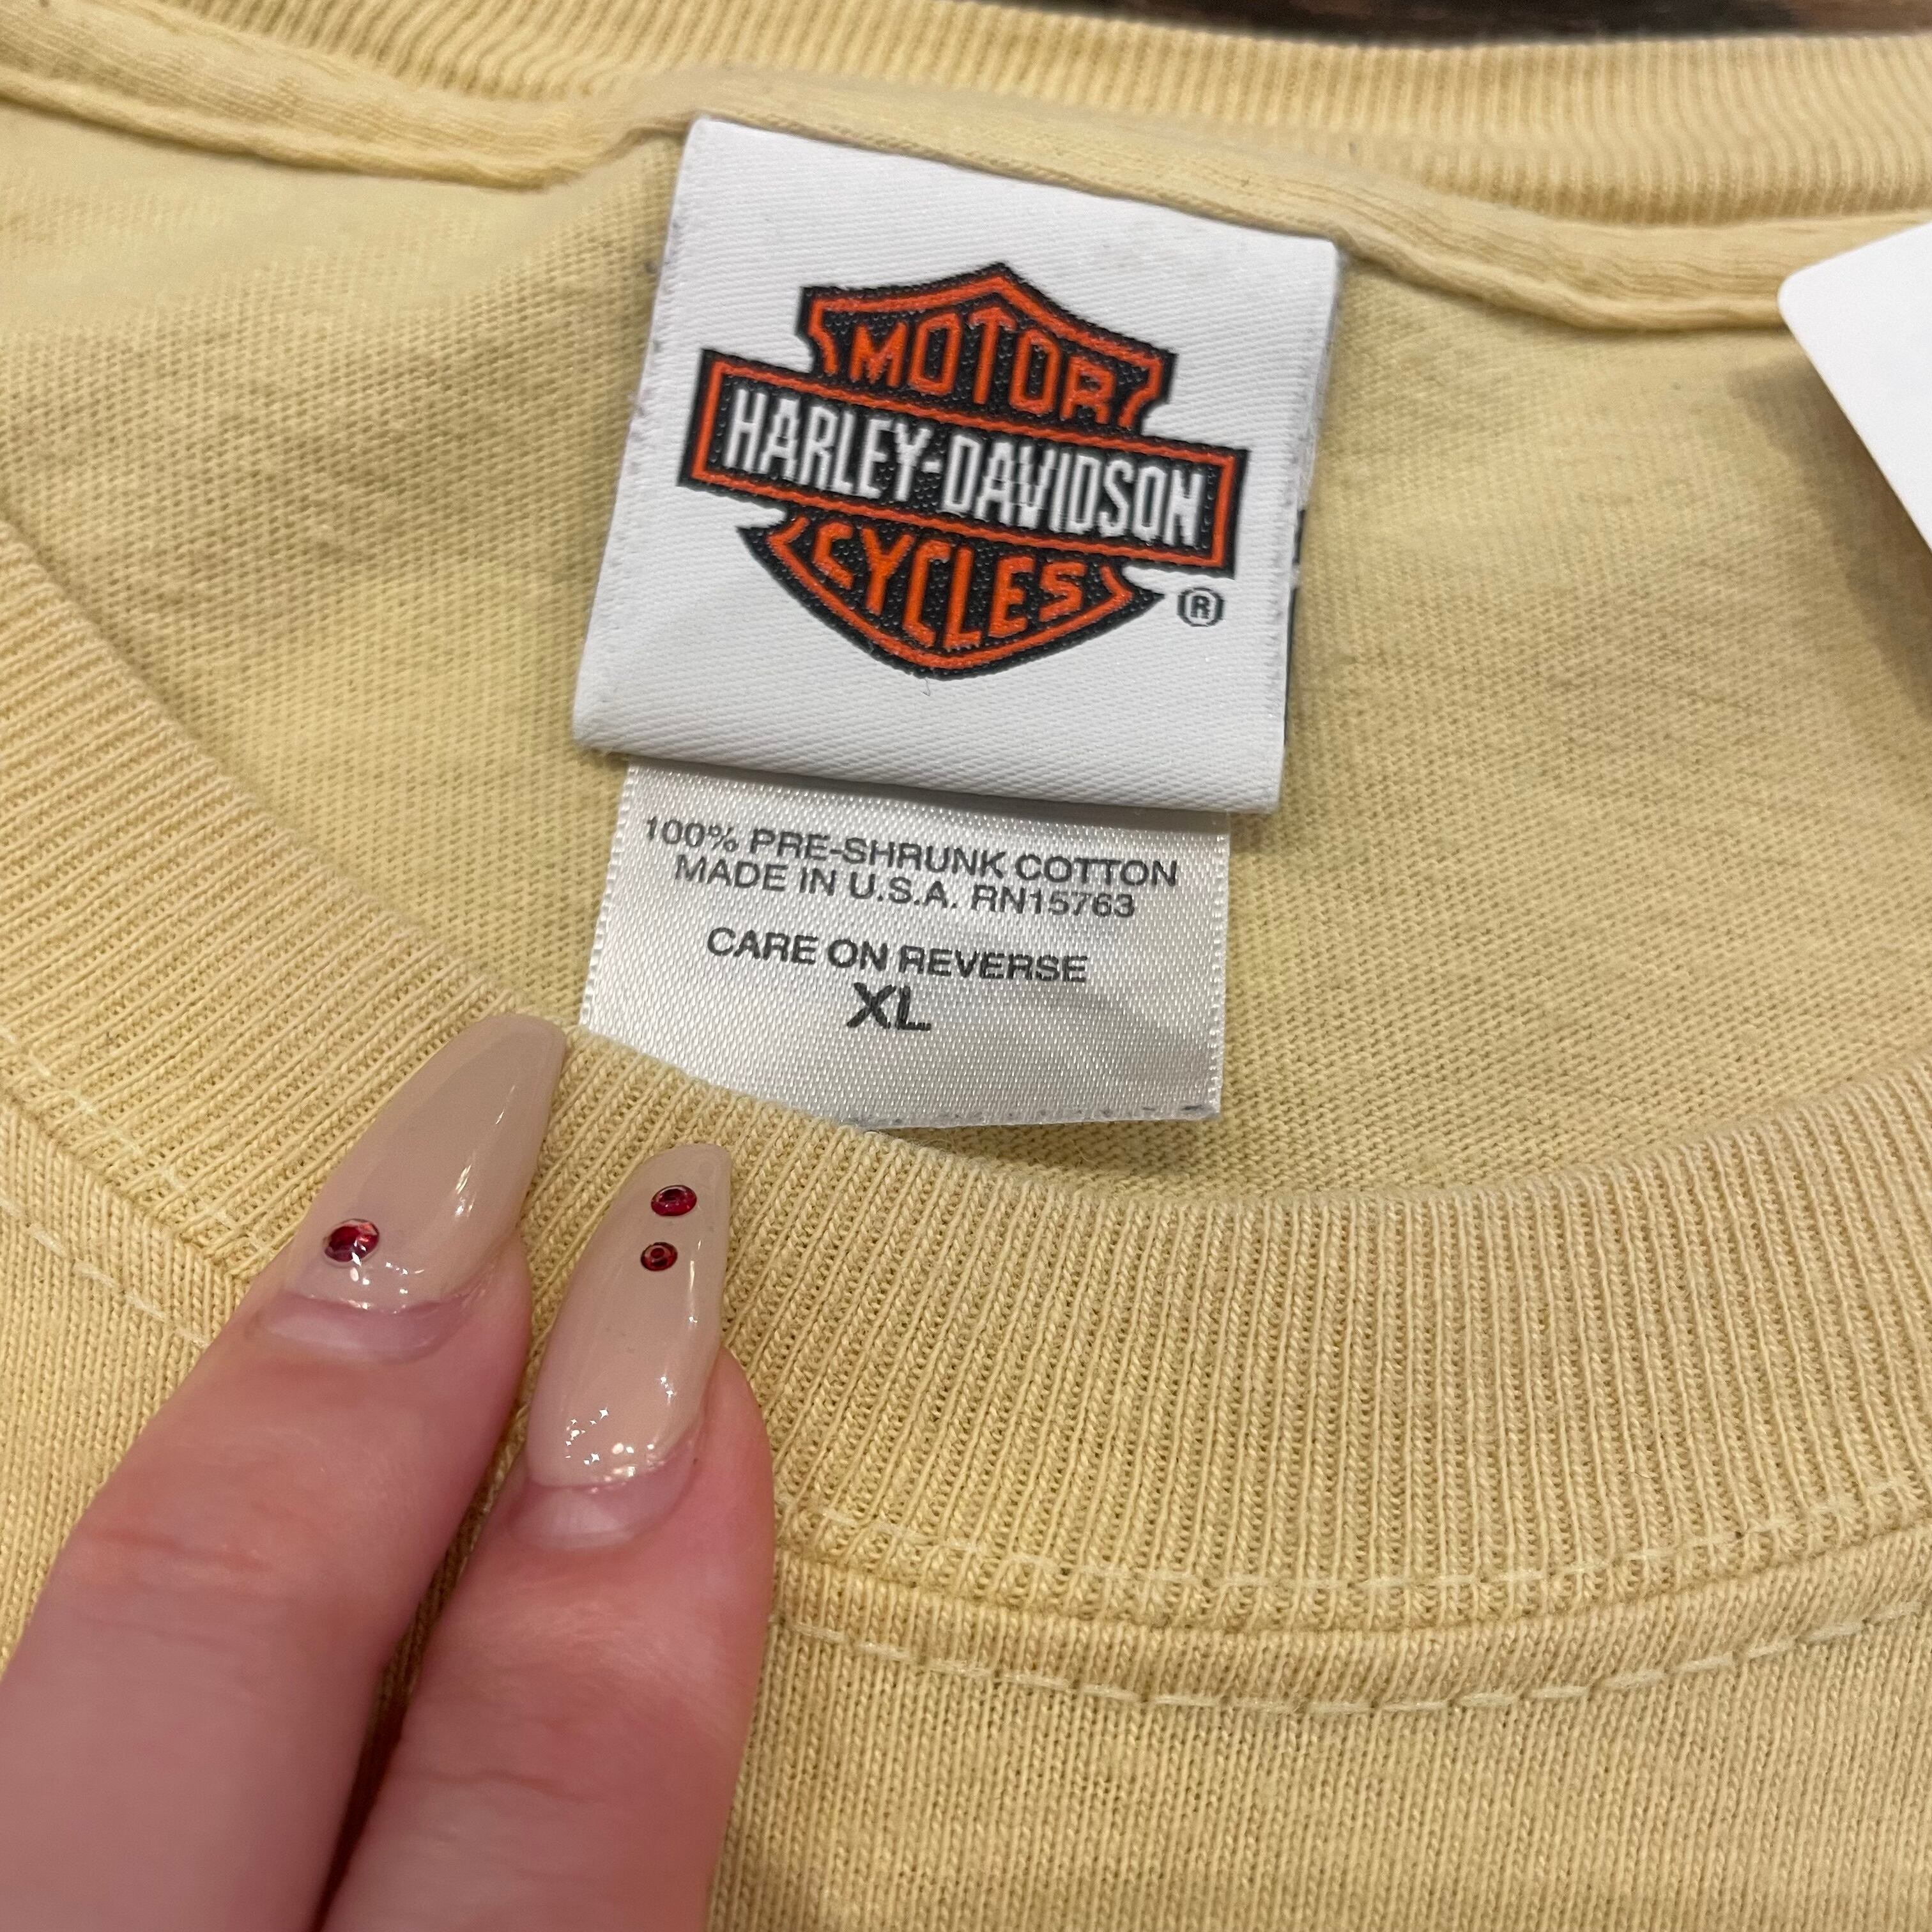 MOTOR
HARLEY-DAVIDSON
CYCLES
®
100% PRE-SHRUNK COTTON
MADE IN U.S.A. RN15763
CARE ON REVERSE
XL